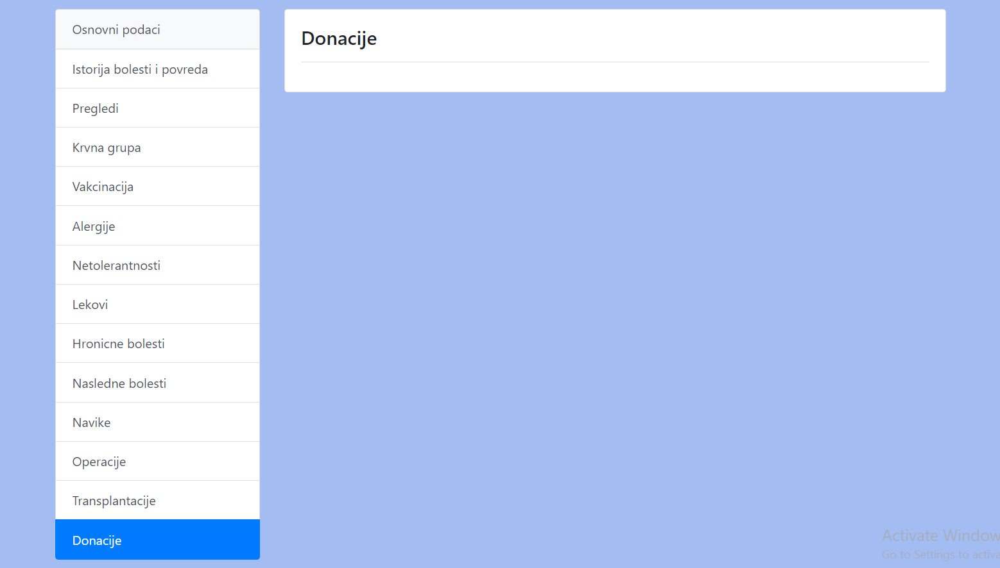 Osnovni podaci
Istorija bolesti i povreda
Pregledi
Krvna grupa
Vakcinacija
Alergije
Netolerantnosti
Lekovi
Hronicne bolesti
Nasledne bolesti
Navike
Operacije
Transplantacije
Donacije
Donacije
Activate Window
Go to Settings to activa